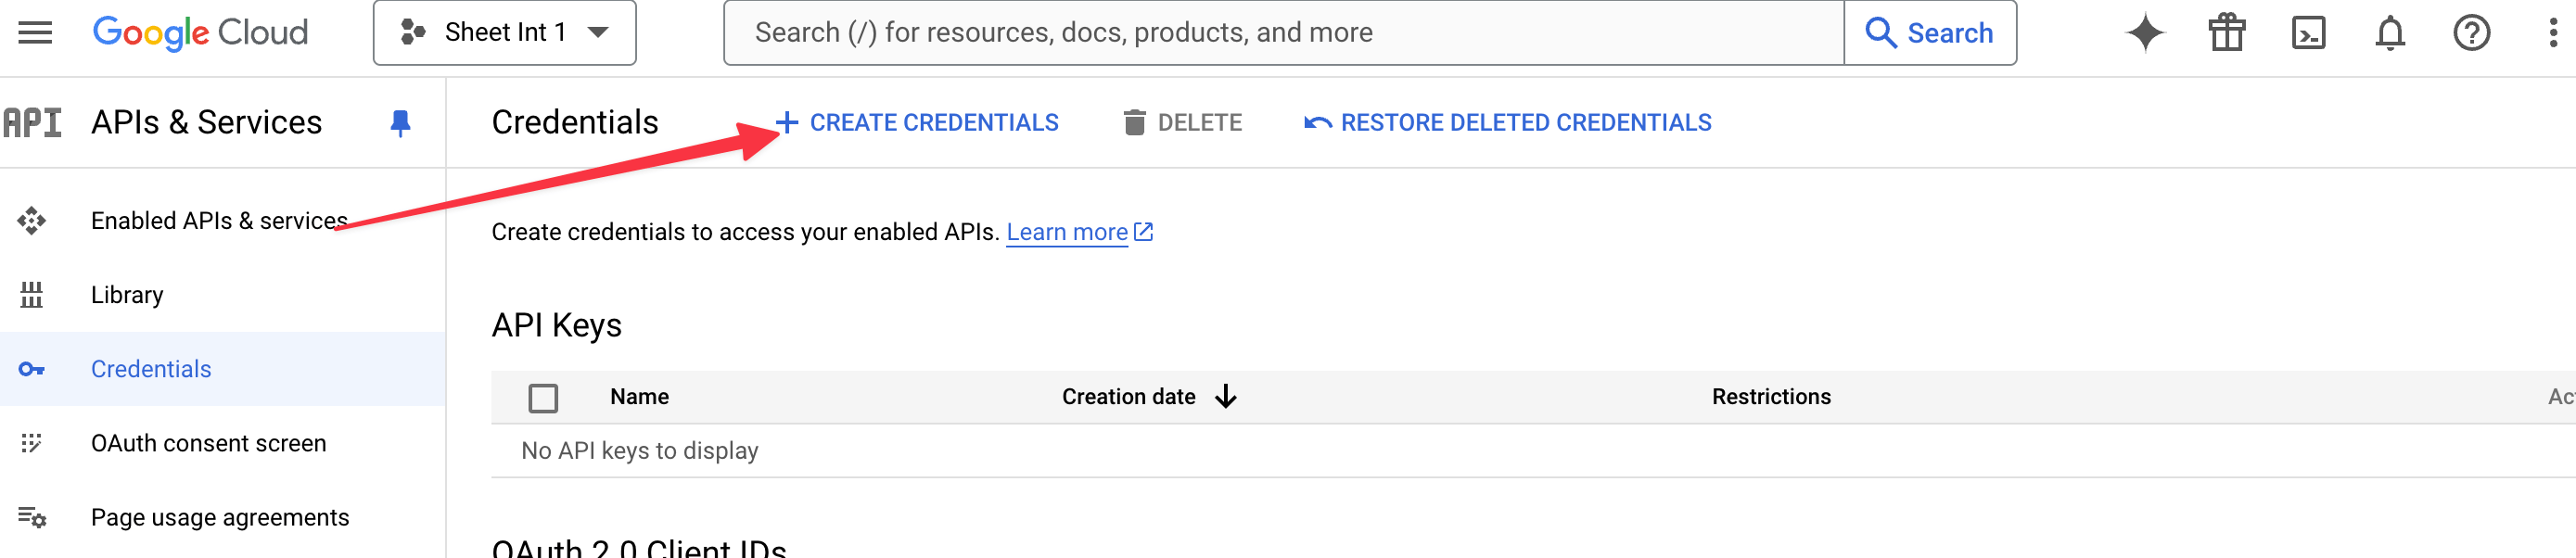 Google Cloud
Sheet Int 1
Search (/) for resources, docs, products, and more
Search
API
APIs & Services
Credentials
CREATE CREDENTIALS
DELETE
RESTORE DELETED CREDENTIALS
Enabled APIs & services
Library
Credentials
OAuth consent screen
Page usage agreements
Create credentials to access your enabled APIs. Learn more
API Keys
Name
Creation date
Restrictions
No API keys to display
OAuth 2.0 Client IDs